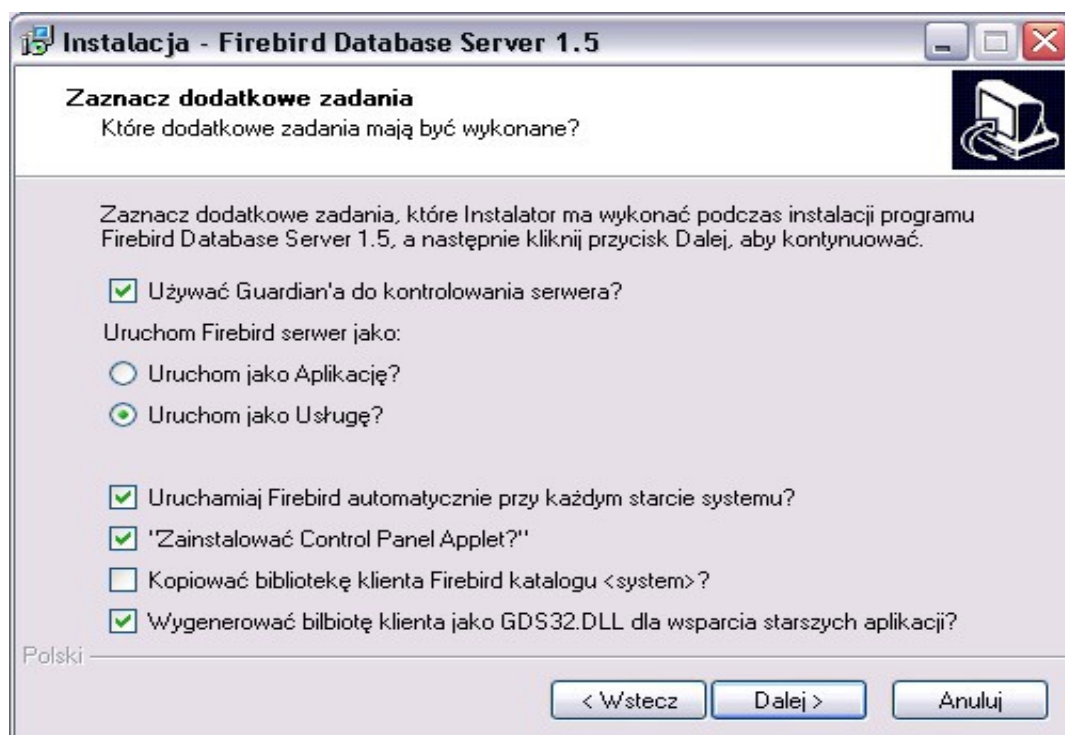 Instalacja - Firebird Database Server 1.5
Zaznacz dodatkowe zadania
Które dodatkowe zadania mają być wykonane?
Zaznacz dodatkowe zadania, które Instalator ma wykonać podczas instalacji programu
Firebird Database Server 1.5, a następnie kliknij przycisk Dalej, aby kontynuować.
Używać Guardian'a do kontrolowania serwera?
Uruchom Firebird serwer jako:
Uruchom jako Aplikację?
Uruchom jako Usługę?
Uruchamiaj Firebird automatycznie przy każdym starcie systemu?
"Zainstalować Control Panel Applet?"
Kopiować bibliotekę klienta Firebird katalogu <system>?
Wygenerować bilbiotę klienta jako GDS32.DLL dla wsparcia starszych aplikacji?
Polski
< Wstecz Dalej > Anuluj